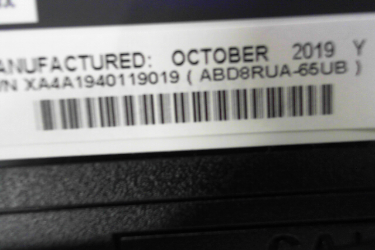 ANUFACTURED: OCTOBER 2019 Y
/N XA4A1940119019 ( ABD8RUA-65UB )